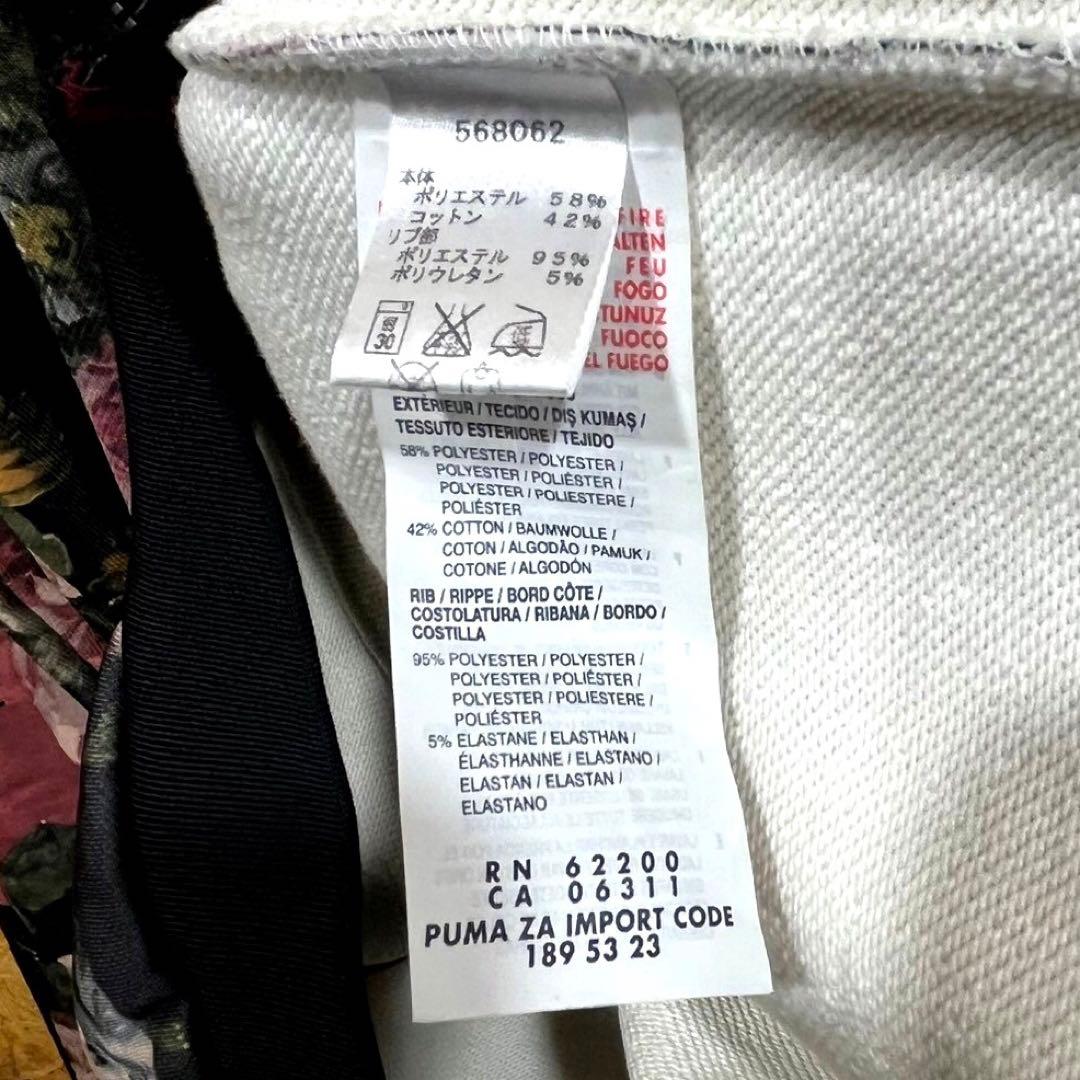 568062
本体
ポリエステル 58%
コットン 42%
リブ部
ポリエステル 95%
ポリウレタン 5%
30
低
FIRE
ALTEN
FEU
FOGO
TUNUZ
FUOCO
EL FUEGO
EXTÉRIEUR / TECIDO / DIŞ KUMAŞ /
TESSUTO ESTERIORE / TEJIDO
58% POLYESTER / POLYESTER /
POLYESTER / POLIÉSTER /
POLYESTER / POLIESTERE /
POLIÉSTER
42% COTTON / BAUMWOLLE /
COTON / ALGODÃO / PAMUK /
COTONE / ALGODÓN
RIB / RIPPE / BORD CÔTE /
COSTOLATURA / RIBANA / BORDO /
COSTILLA
95% POLYESTER / POLYESTER /
POLYESTER / POLIÉSTER /
POLYESTER / POLIESTERE /
POLIÉSTER
5% ELASTANE / ELASTHAN /
ÉLASTHANNE / ELASTANO /
ELASTAN / ELASTAN /
ELASTANO
RN 62200
CA 06311
PUMA ZA IMPORT CODE
189 53 23